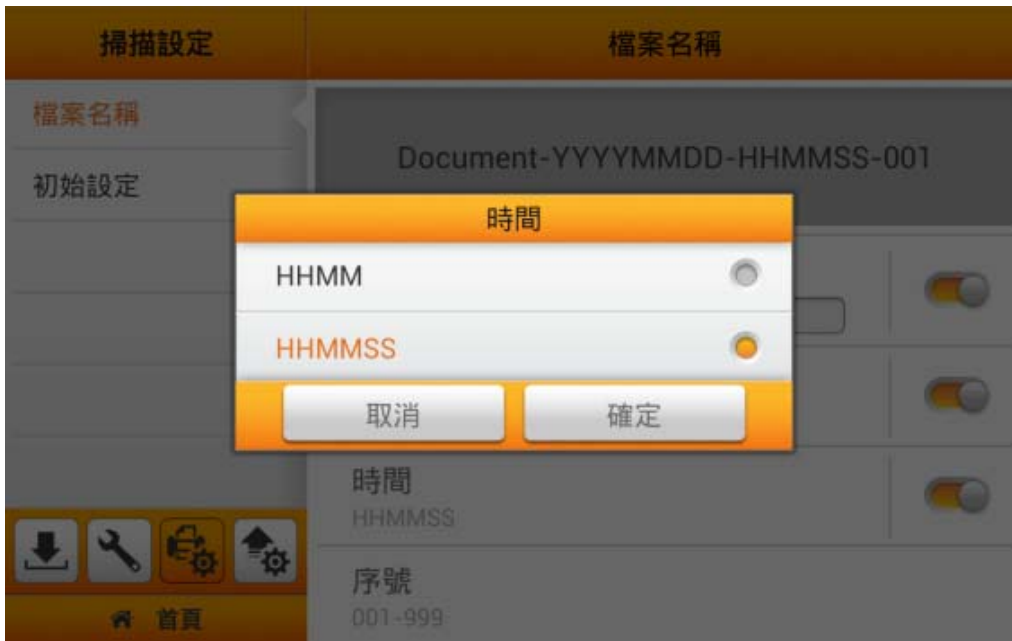 掃描設定
檔案名稱
檔案名稱
初始設定
Document-YYYYMMDD-HHMMSS-001
時間
HHMM
HHMMSS
取消
確定
時間
HHMMSS
序號
001-999
首頁